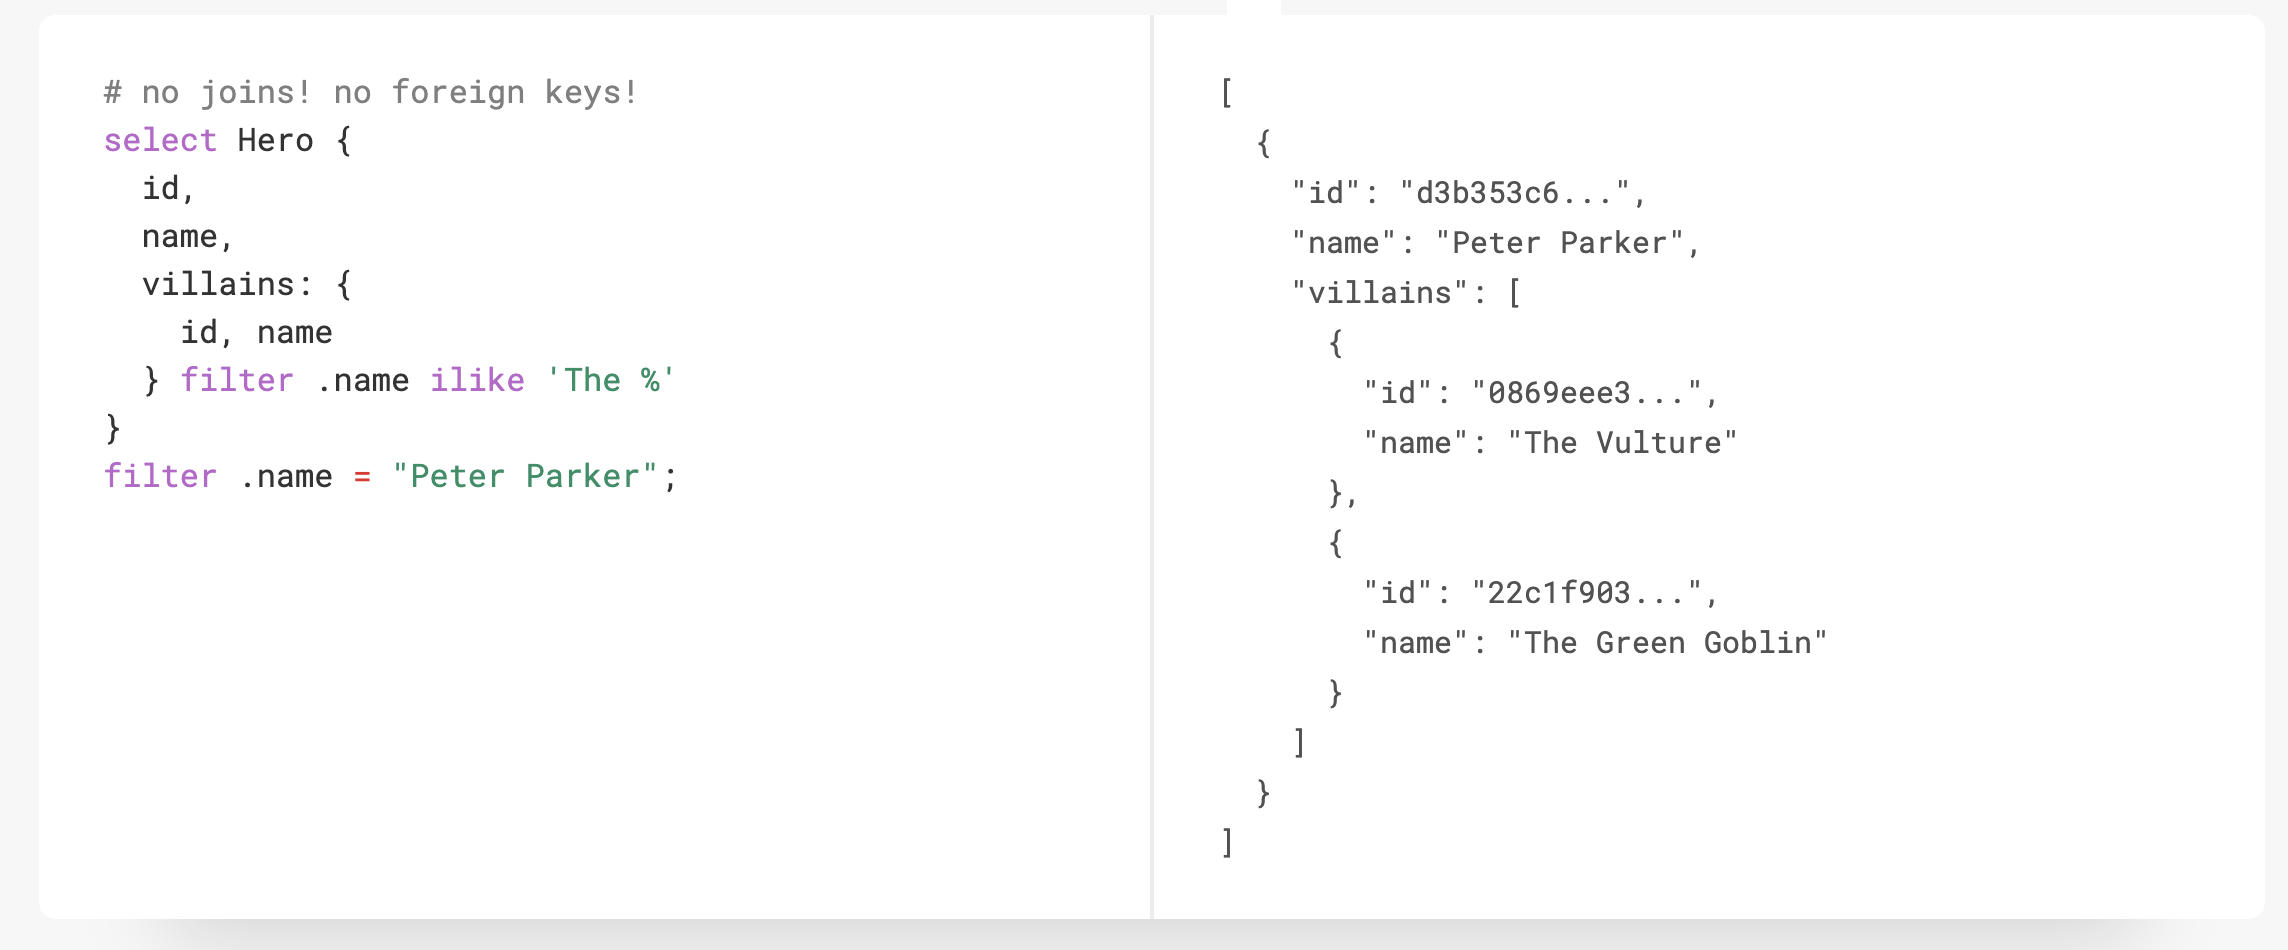 # no joins! no foreign keys!
select Hero {
  id,
  name,
  villains: {
    id, name
  } filter .name ilike 'The %'
}
filter .name = "Peter Parker";
[
  {
    "id": "d3b353c6...",
    "name": "Peter Parker",
    "villains": [
      {
        "id": "0869eee3...",
        "name": "The Vulture"
      },
      {
        "id": "22c1f903...",
        "name": "The Green Goblin"
      }
    ]
  }
]